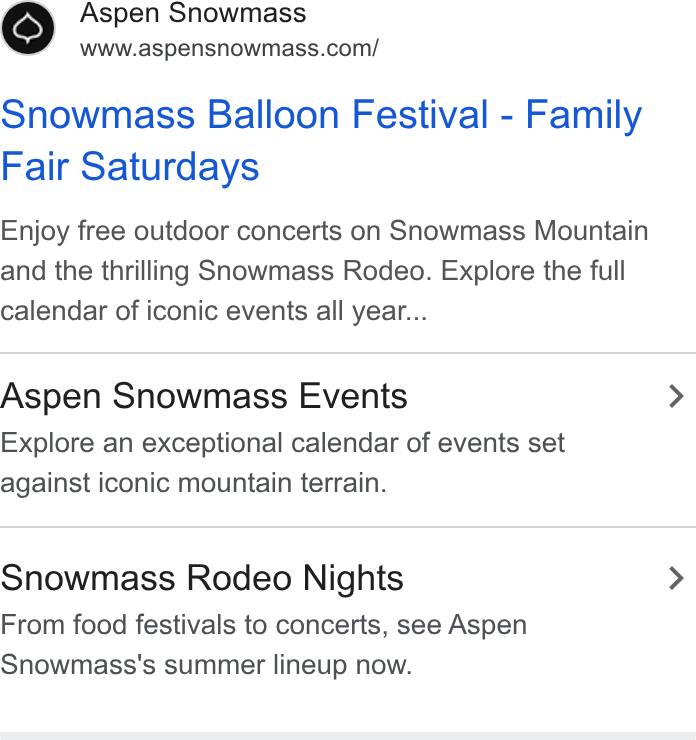 Aspen Snowmass
www.aspensnowmass.com/
Snowmass Balloon Festival - Family
Fair Saturdays
Enjoy free outdoor concerts on Snowmass Mountain
and the thrilling Snowmass Rodeo. Explore the full
calendar of iconic events all year...
Aspen Snowmass Events
Explore an exceptional calendar of events set
against iconic mountain terrain.
Snowmass Rodeo Nights
From food festivals to concerts, see Aspen
Snowmass's summer lineup now.